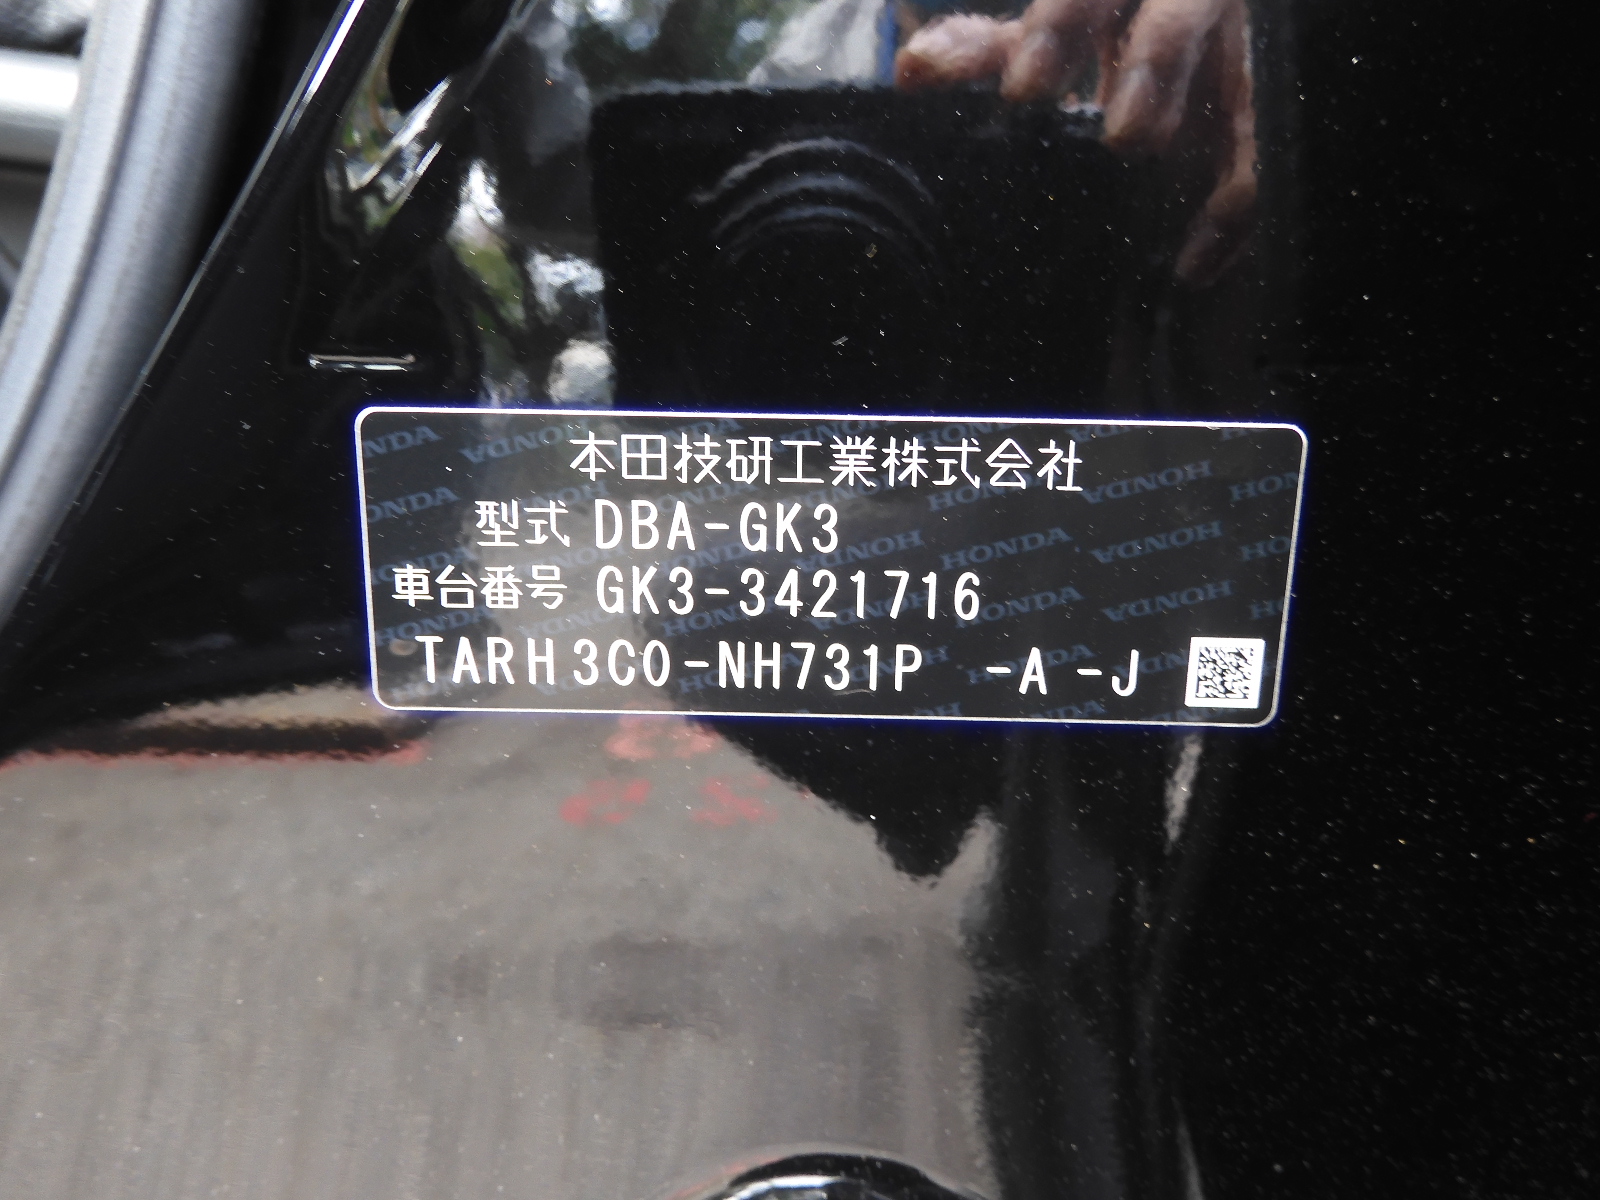 本田技研工業株式会社
型式 DBA-GK3
車台番号 GK3-3421716
TARH3C0-NH731P -A -J